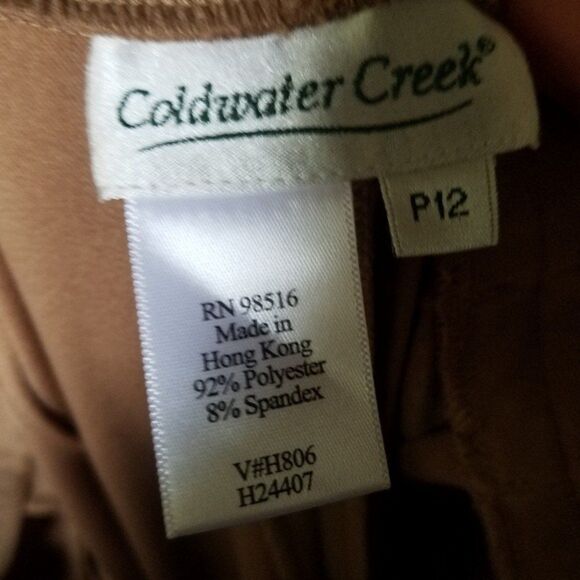 Coldwater Creek®
P12
RN 98516
Made in
Hong Kong
92% Polyester
8% Spandex
V#H806
H24407